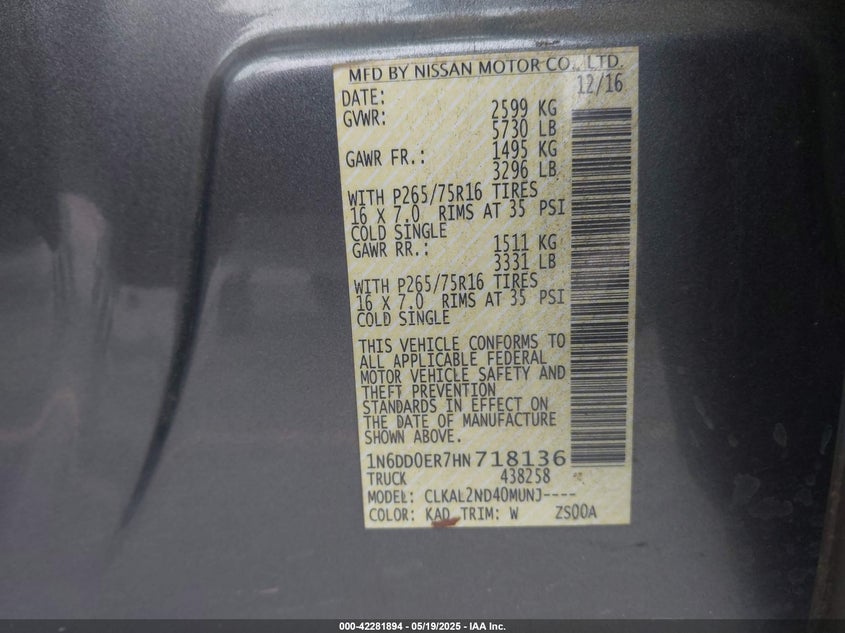 MFD BY NISSAN MOTOR CO., LTD.
DATE: 12/16
GVWR: 2599 KG
5730 LB
GAWR FR.: 1495 KG
3296 LB
WITH P265/75R16 TIRES
16 X 7.0 RIMS AT 35 PSI
COLD SINGLE
GAWR RR.: 1511 KG
3331 LB
WITH P265/75R16 TIRES
16 X 7.0 RIMS AT 35 PSI
COLD SINGLE
THIS VEHICLE CONFORMS TO
ALL APPLICABLE FEDERAL
MOTOR VEHICLE SAFETY AND
THEFT PREVENTION
STANDARDS IN EFFECT ON
THE DATE OF MANUFACTURE
SHOWN ABOVE.
1N6DD0ER7HN718136
TRUCK 438258
MODEL: CLKAL2ND40MUNJ----
COLOR: KAD TRIM: W ZS00A
000-42281894 - 05/19/2025 - IAA Inc.